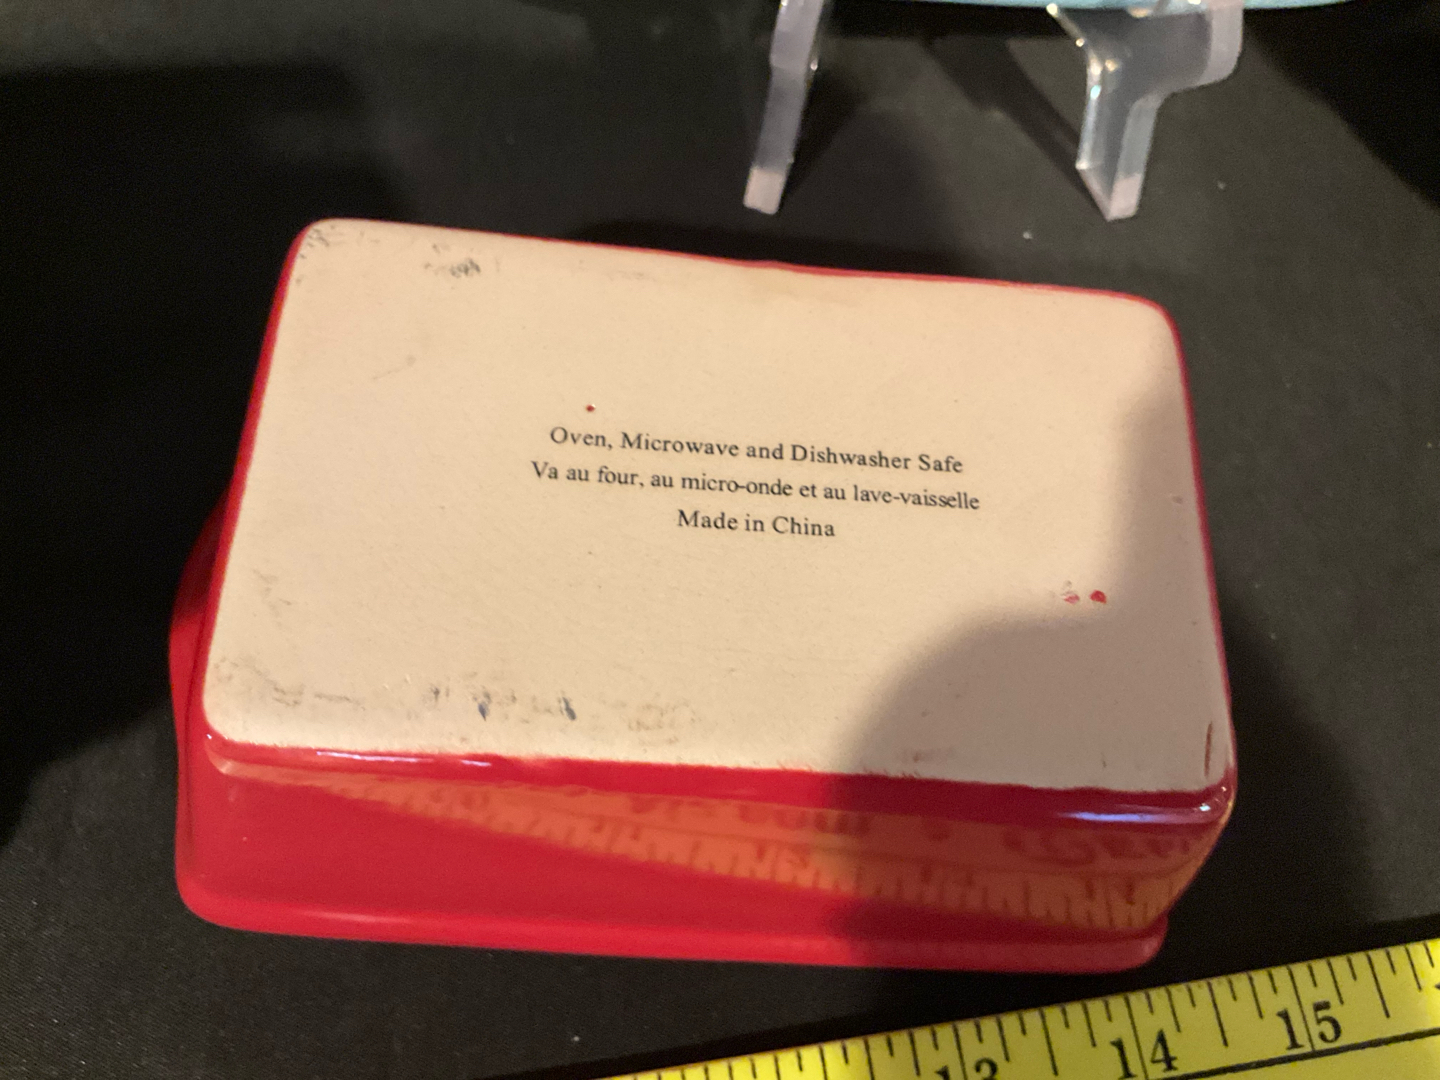 Oven, Microwave and Dishwasher Safe
Va au four, au micro-onde et au lave-vaisselle
Made in China
13 14 15